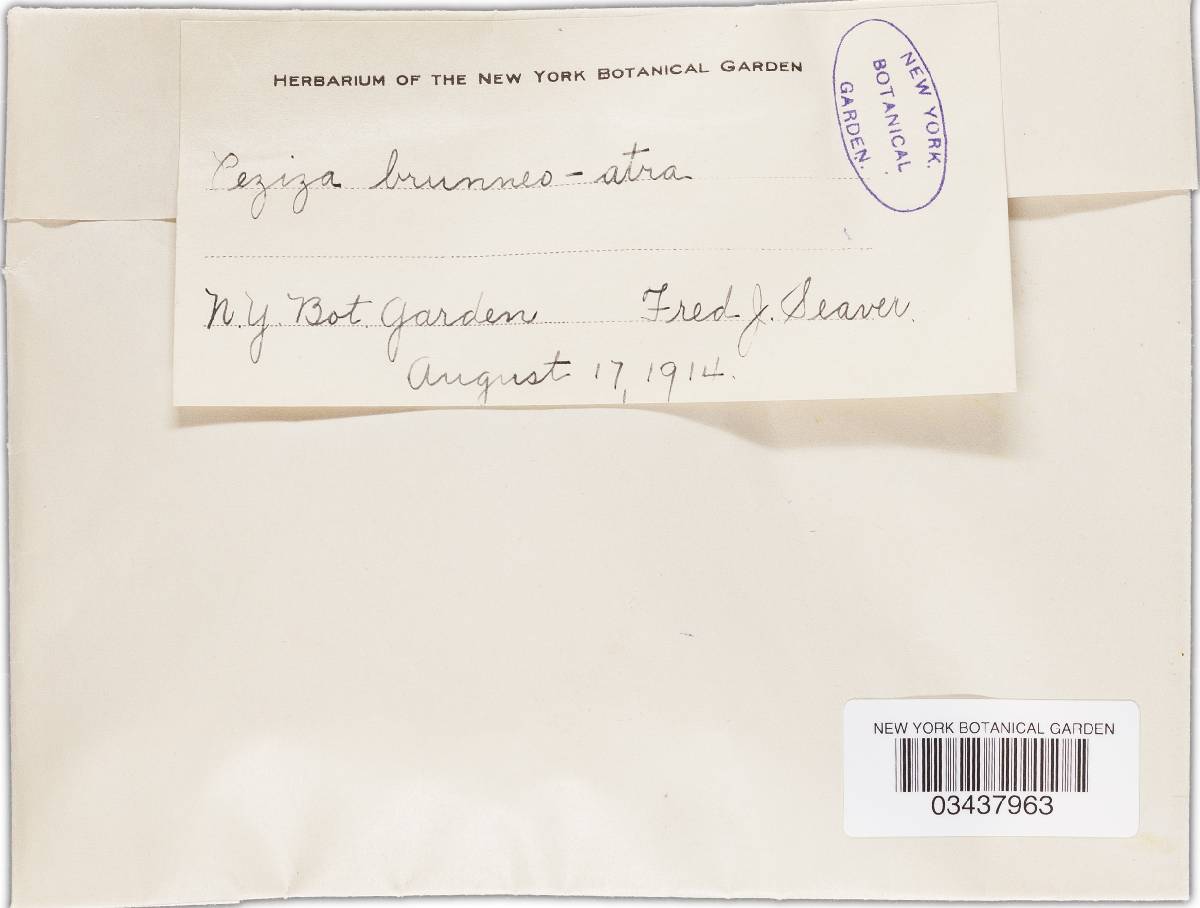 HERBARIUM OF THE NEW YORK BOTANICAL GARDEN
NEW YORK
BOTANICAL
GARDEN.
Peziza brunneo-atra
N.Y. Bot. Garden Fred J. Seaver.
August 17, 1914.
NEW YORK BOTANICAL GARDEN
03437963